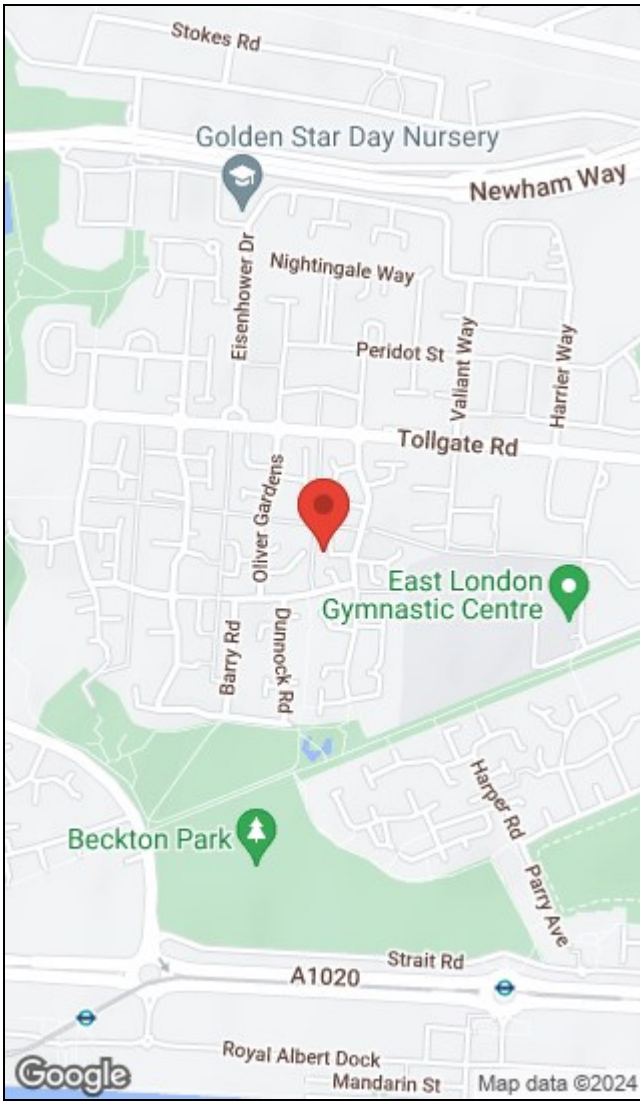 Stokes Rd
Golden Star Day Nursery
Newham Way
Nightingale Way
Eisenhower Dr
Peridot St
Valiant Way
Harrier Way
Tollgate Rd
Oliver Gardens
East London
Gymnastic Centre
Barry Rd
Dunnock Rd
Harper Rd
Beckton Park
Parry Ave
Strait Rd
A1020
Royal Albert Dock
Mandarin St
Google
Map data ©2024